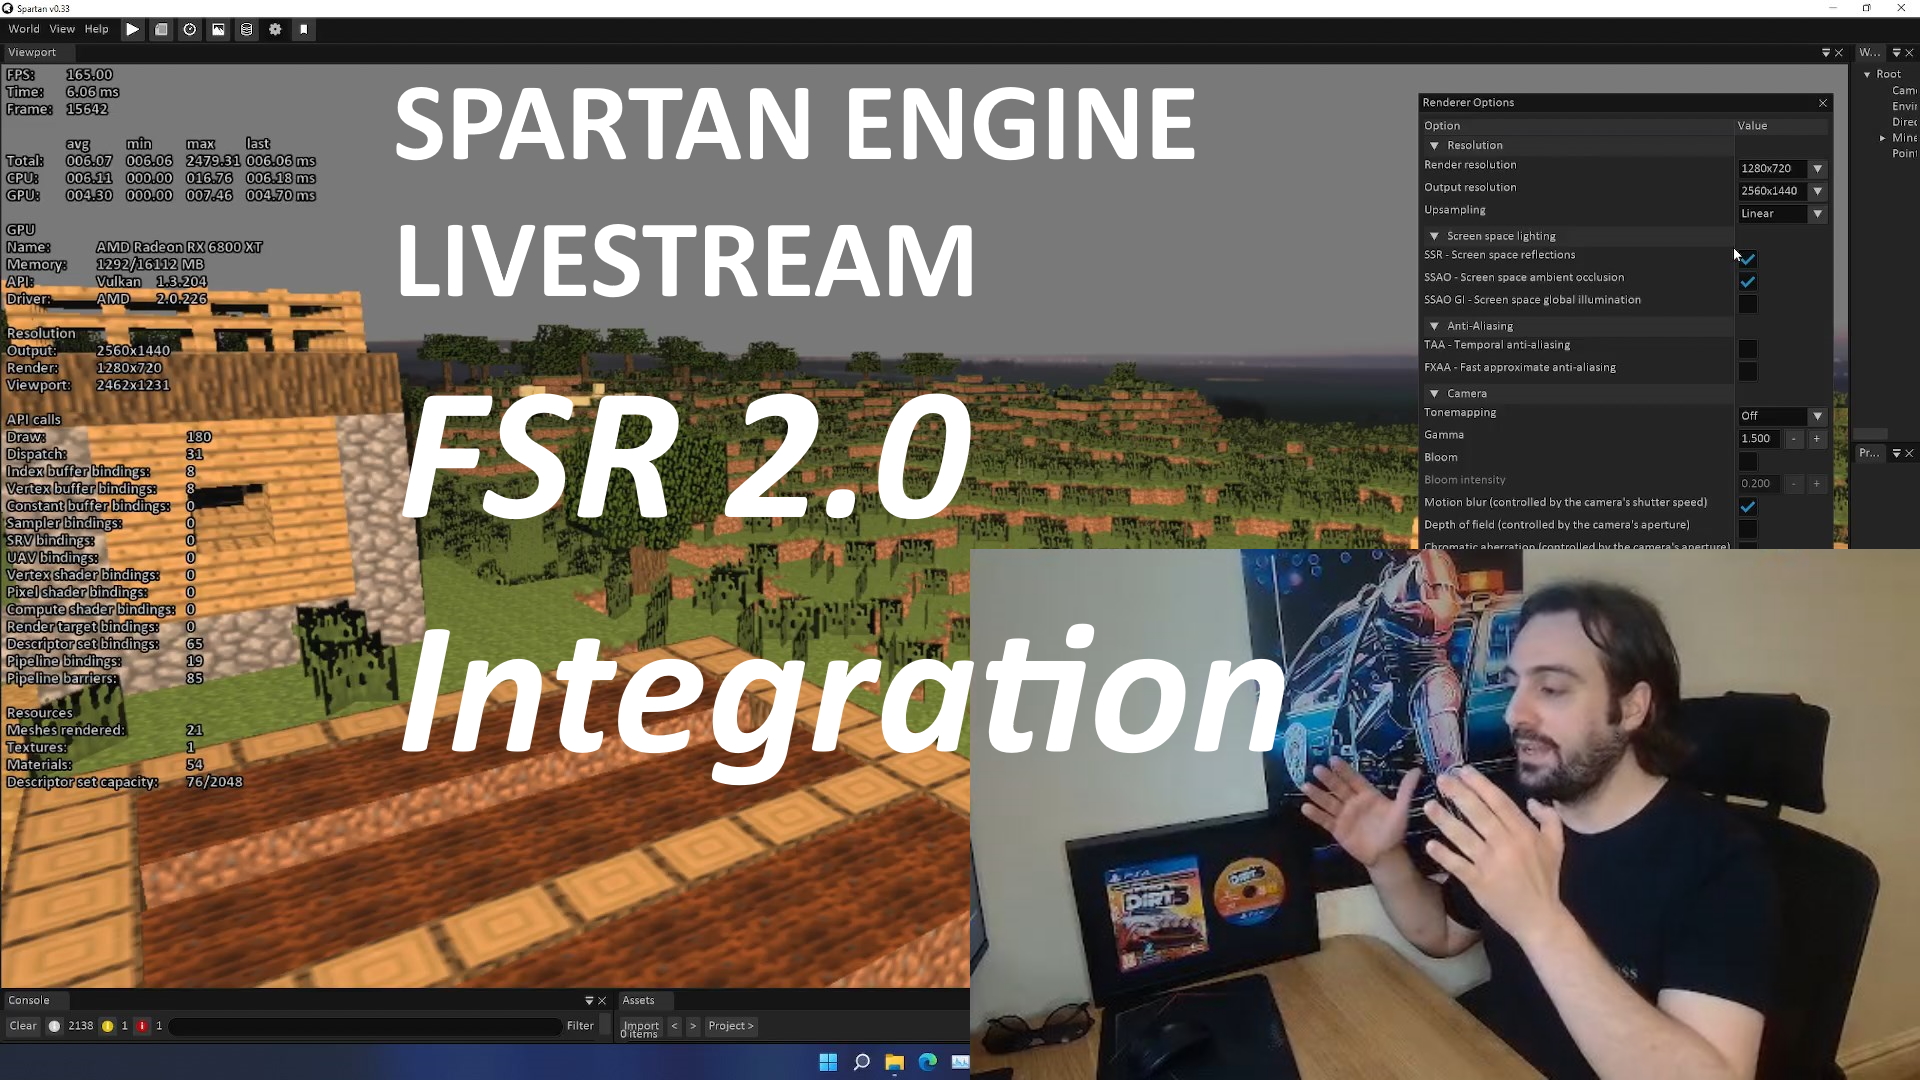 Spartan v0.33
World View Help
Viewport
FPS: 165.00
Time: 6.06 ms
Frame: 15642
avg min max last
Total: 006.07 006.06 2479.31 006.06 ms
CPU: 006.11 000.00 016.76 006.18 ms
GPU: 004.30 000.00 007.46 004.70 ms
GPU
Name: AMD Radeon RX 6800 XT
Memory: 1292/16112 MB
API: Vulkan 1.3.204
Driver: AMD 2.0.226
Resolution
Output: 2560x1440
Render: 1280x720
Viewport: 2462x1231
API calls
Draw: 180
Dispatch: 31
Index buffer bindings: 8
Vertex buffer bindings: 8
Constant buffer bindings: 0
Sampler bindings: 0
SRV bindings: 0
UAV bindings: 0
Vertex shader bindings: 0
Pixel shader bindings: 0
Compute shader bindings: 0
Render target bindings: 0
Descriptor set bindings: 65
Pipeline bindings: 19
Pipeline barriers: 85
Resources
Meshes rendered: 21
Textures: 1
Materials: 54
Descriptor set capacity: 76/2048
SPARTAN ENGINE
LIVESTREAM
FSR 2.0
Integration
Renderer Options
Option Value
Resolution
Render resolution 1280x720
Output resolution 2560x1440
Upsampling Linear
Screen space lighting
SSR - Screen space reflections
SSAO - Screen space ambient occlusion
SSAO GI - Screen space global illumination
Anti-Aliasing
TAA - Temporal anti-aliasing
FXAA - Fast approximate anti-aliasing
Camera
Tonemapping Off
Gamma 1.500 - +
Bloom
Bloom intensity 0.200 - +
Motion blur (controlled by the camera's shutter speed)
Depth of field (controlled by the camera's aperture)
Chromatic aberration (controlled by the camera's aperture)
W...
Root
Came
Envir
Direc
Mine
Point
Pr...
PS4
DIRT 5
DIRT 5
Console
Clear 2138 1 1 Filter
Assets
Import < > Project >
0 items